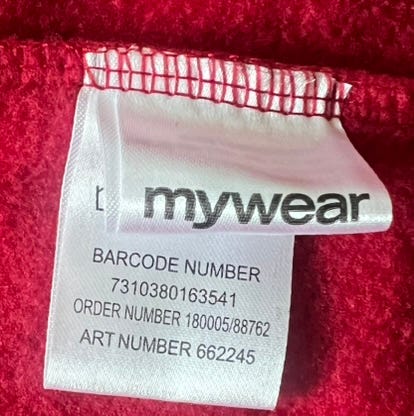 mywear
BARCODE NUMBER
7310380163541
ORDER NUMBER 180005/88762
ART NUMBER 662245